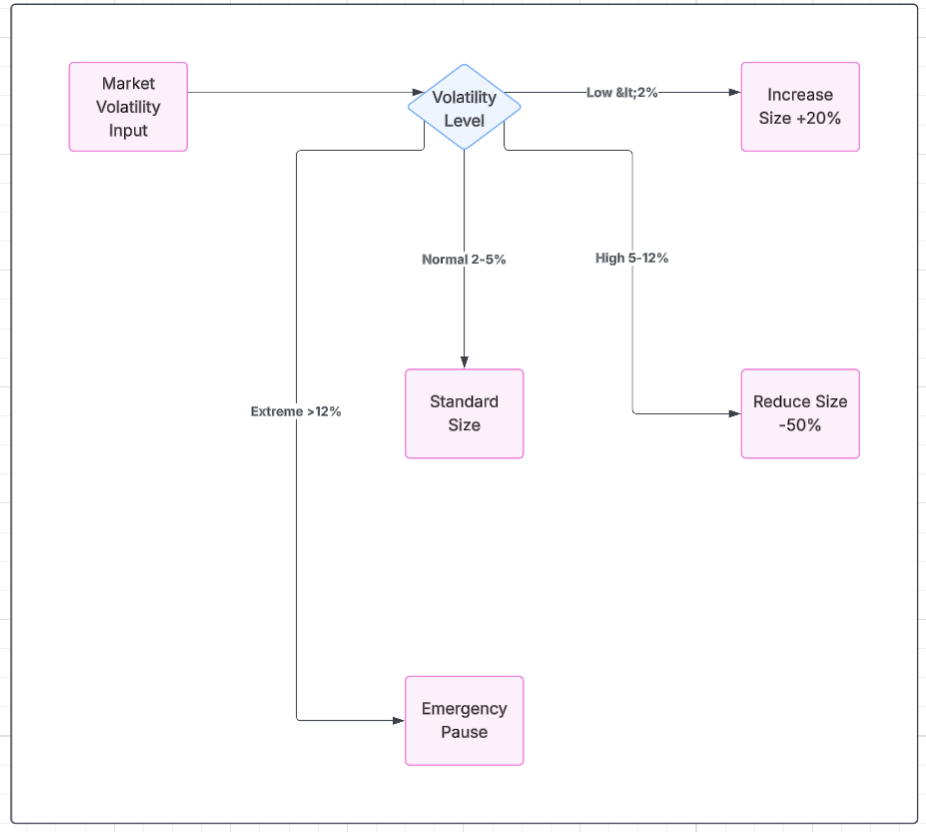 Market
Volatility
Input
Volatility
Level
Low &lt;2%
Increase
Size +20%
Normal 2-5%
High 5-12%
Standard
Size
Reduce Size
-50%
Extreme >12%
Emergency
Pause